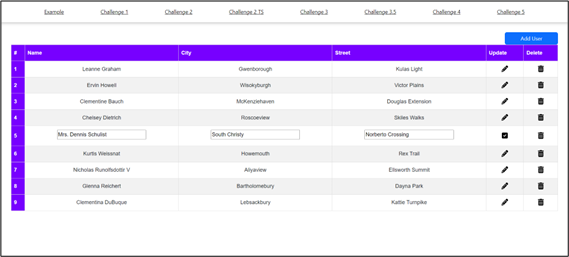 Example Challenge 1 Challenge 2 Challenge 2 TS Challenge 3 Challenge 3.5 Challenge 4 Challenge 5
Add User
# Name City Street Update Delete
1 Leanne Graham Gwenborough Kulas Light
2 Ervin Howell Wisokyburgh Victor Plains
3 Clementine Bauch McKenziehaven Douglas Extension
4 Chelsey Dietrich Roscoeview Skiles Walks
5 Mrs. Dennis Schulist South Christy Norberto Crossing
6 Kurtis Weissnat Howemouth Rex Trail
7 Nicholas Runolfsdottir V Aliyaview Ellsworth Summit
8 Glenna Reichert Bartholomebury Dayna Park
9 Clementina DuBuque Lebsackbury Kattie Turnpike